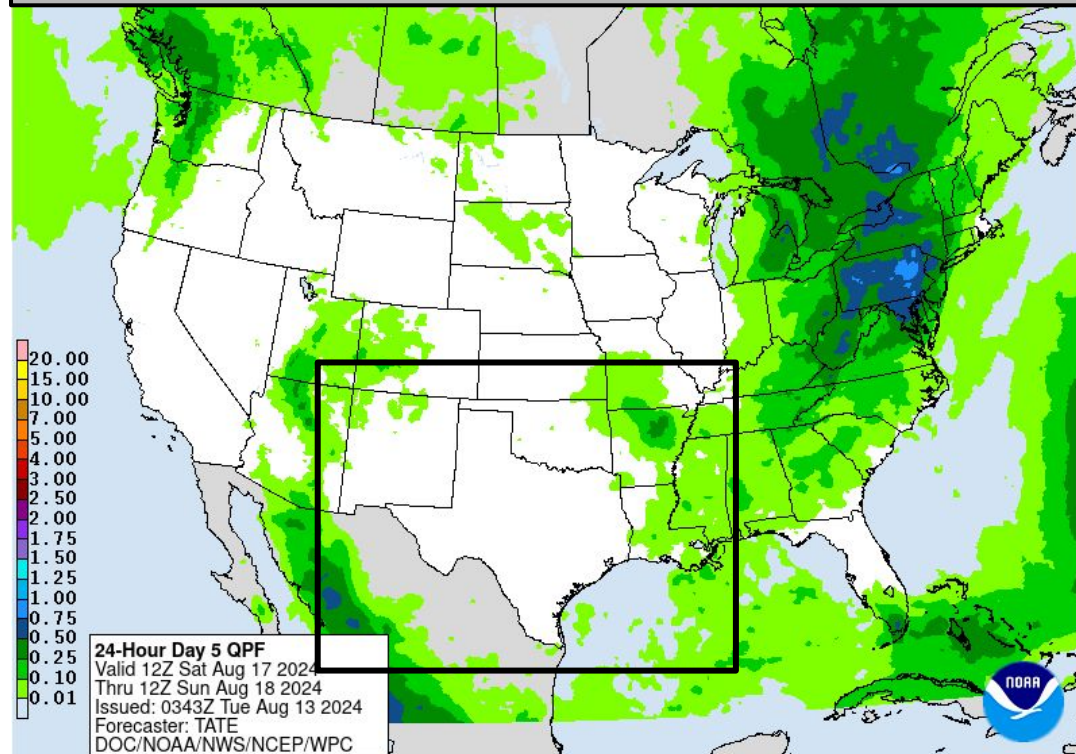 20.00
15.00
10.00
7.00
5.00
4.00
3.00
2.50
2.00
1.75
1.50
1.25
1.00
0.75
0.50
0.25
0.10
0.01
24-Hour Day 5 QPF
Valid 12Z Sat Aug 17 2024
Thru 12Z Sun Aug 18 2024
Issued: 0343Z Tue Aug 13 2024
Forecaster: TATE
DOC/NOAA/NWS/NCEP/WPC
NOAA